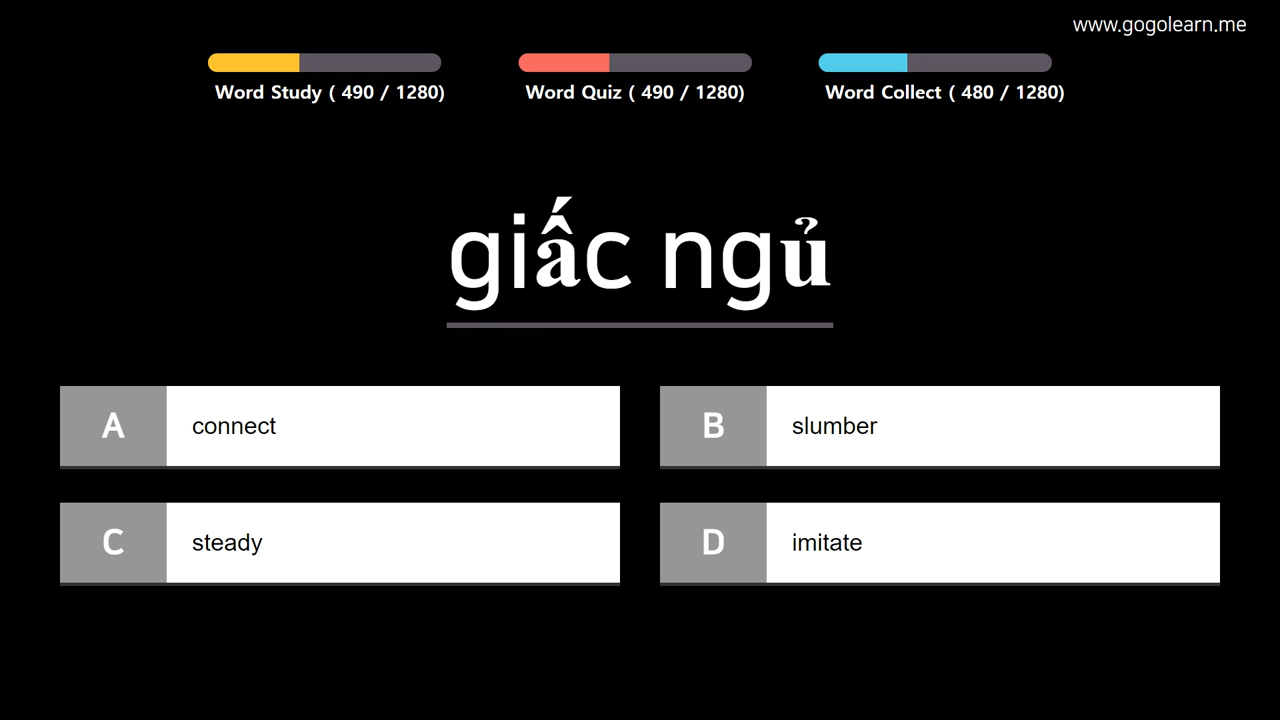 www.gogolearn.me
Word Study ( 490 / 1280)
Word Quiz ( 490 / 1280)
Word Collect ( 480 / 1280)
giấc ngủ
A connect
B slumber
C steady
D imitate